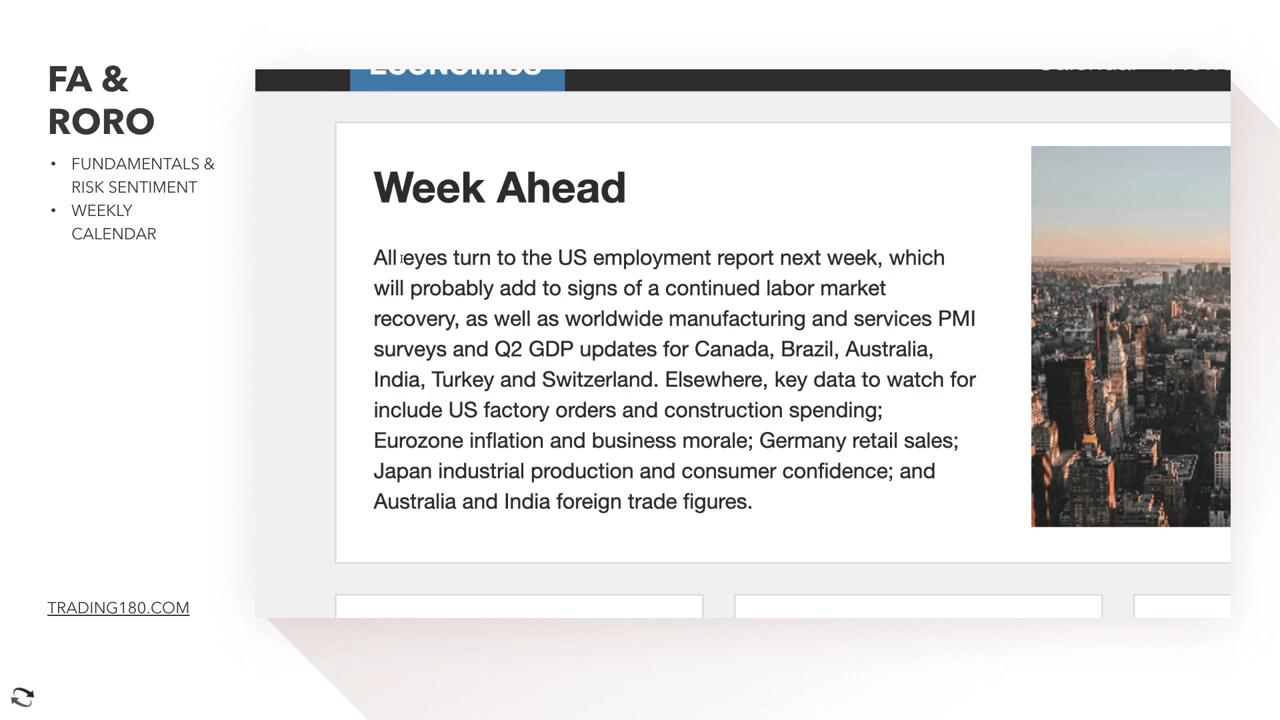 FA &
RORO
• FUNDAMENTALS &
RISK SENTIMENT
• WEEKLY
CALENDAR
TRADING180.COM
ECONOMICS
Calendar
Week Ahead
All eyes turn to the US employment report next week, which
will probably add to signs of a continued labor market
recovery, as well as worldwide manufacturing and services PMI
surveys and Q2 GDP updates for Canada, Brazil, Australia,
India, Turkey and Switzerland. Elsewhere, key data to watch for
include US factory orders and construction spending;
Eurozone inflation and business morale; Germany retail sales;
Japan industrial production and consumer confidence; and
Australia and India foreign trade figures.